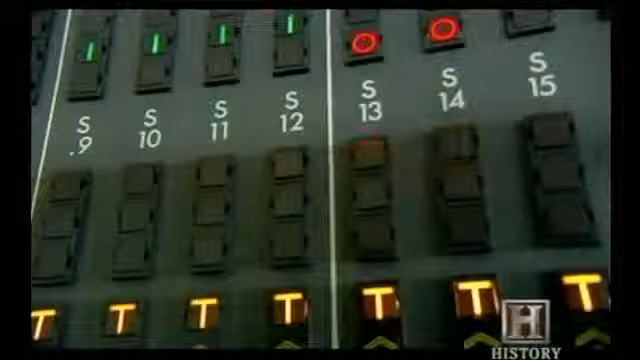 I I I I O O
S S S S S S S
.9 10 11 12 13 14 15
T T T T T T T
H
HISTORY